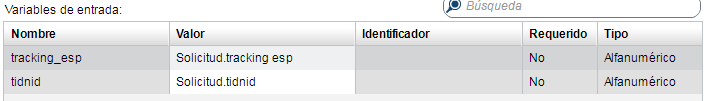 Variables de entrada:
Búsqueda
Nombre Valor Identificador Requerido Tipo
tracking_esp Solicitud.tracking esp No Alfanumérico
tidnid Solicitud.tidnid No Alfanumérico